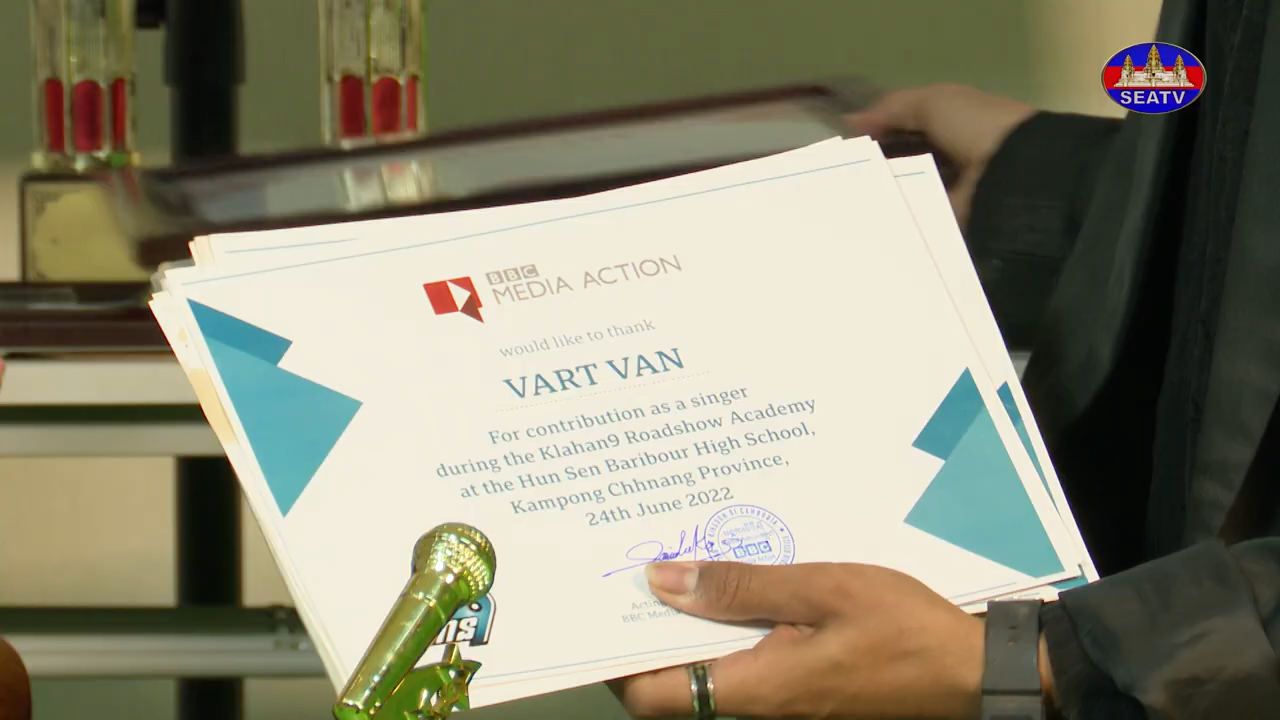 SEATV
BBC
MEDIA ACTION
would like to thank
VART VAN
For contribution as a singer
during the Klahan9 Roadshow Academy
at the Hun Sen Baribour High School,
Kampong Chhnang Province,
24th June 2022
BBC
BBC